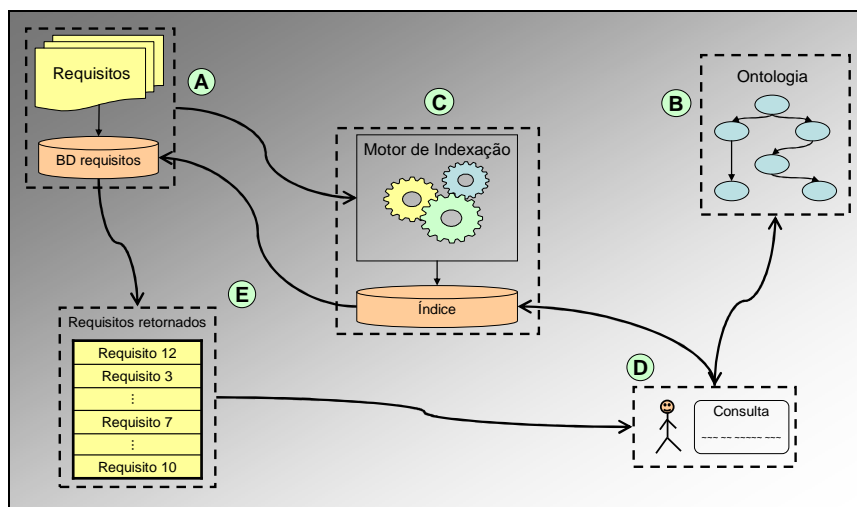 Requisitos
A
BD requisitos
C
Motor de Indexação
Índice
B
Ontologia
E
Requisitos retornados
Requisito 12
Requisito 3
⋮
Requisito 7
⋮
Requisito 10
D
Consulta
--- -- ----- ---